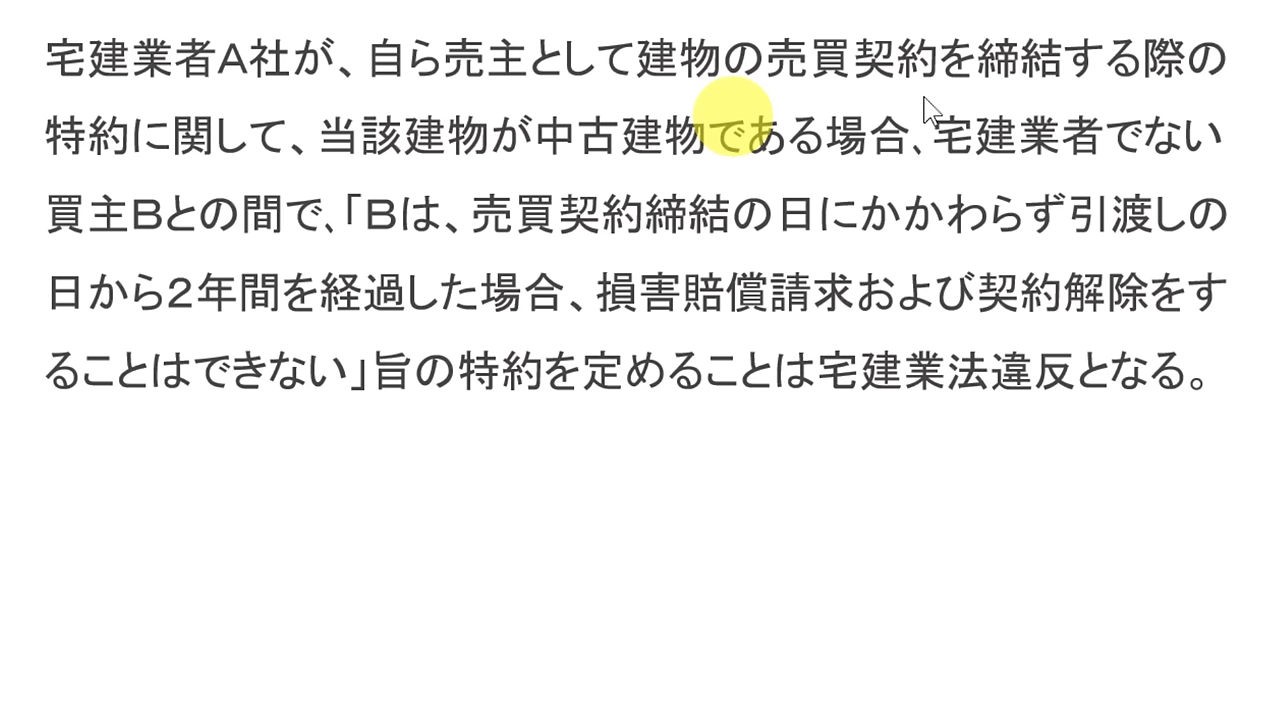 宅建業者A社が、自ら売主として建物の売買契約を締結する際の
特約に関して、当該建物が中古建物である場合、宅建業者でない
買主Bとの間で、「Bは、売買契約締結の日にかかわらず引渡しの
日から2年間を経過した場合、損害賠償請求および契約解除をす
ることはできない」旨の特約を定めることは宅建業法違反となる。